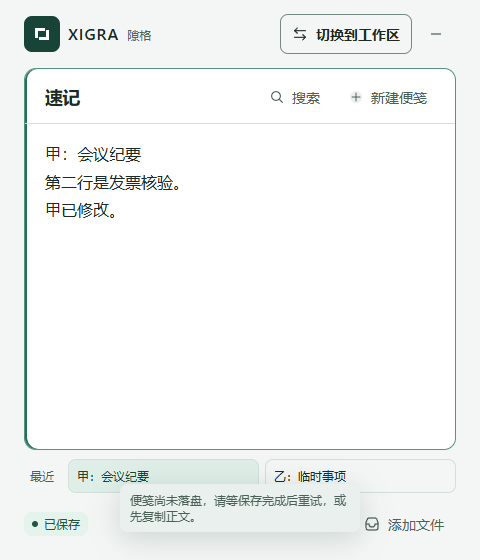 XIGRA 隙格
切换到工作区
速记
搜索
新建便笺
甲：会议纪要
第二行是发票核验。
甲已修改。
最近
甲：会议纪要
乙：临时事项
便笺尚未落盘，请等保存完成后重试，或
先复制正文。
已保存
添加文件